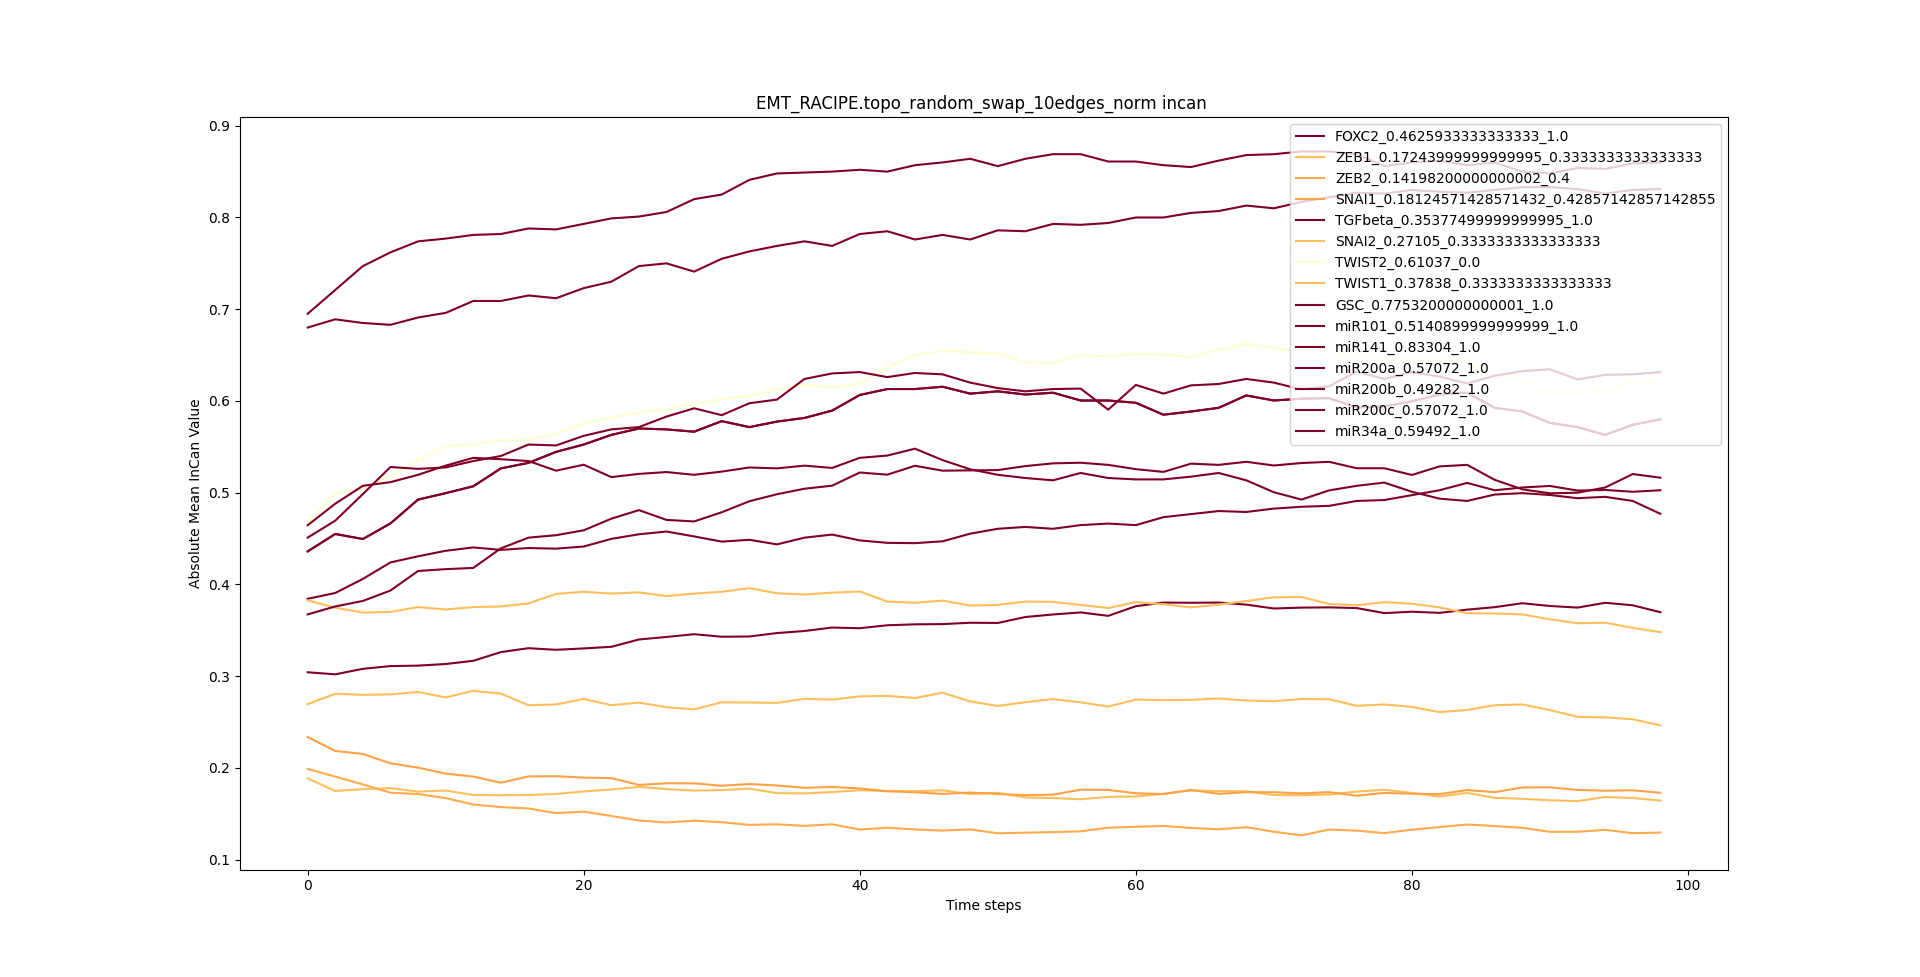 EMT_RACIPE.topo_random_swap_10edges_norm incan
0.9
0.8
0.7
0.6
0.5
0.4
0.3
0.2
0.1
Absolute Mean InCan Value
FOXC2_0.4625933333333333_1.0
ZEB1_0.17243999999999995_0.3333333333333333
ZEB2_0.14198200000000002_0.4
SNAI1_0.18124571428571432_0.42857142857142855
TGFbeta_0.35377499999999995_1.0
SNAI2_0.27105_0.3333333333333333
TWIST2_0.61037_0.0
TWIST1_0.37838_0.3333333333333333
GSC_0.7753200000000001_1.0
miR101_0.5140899999999999_1.0
miR141_0.83304_1.0
miR200a_0.57072_1.0
miR200b_0.49282_1.0
miR200c_0.57072_1.0
miR34a_0.59492_1.0
0 20 40 60 80 100
Time steps